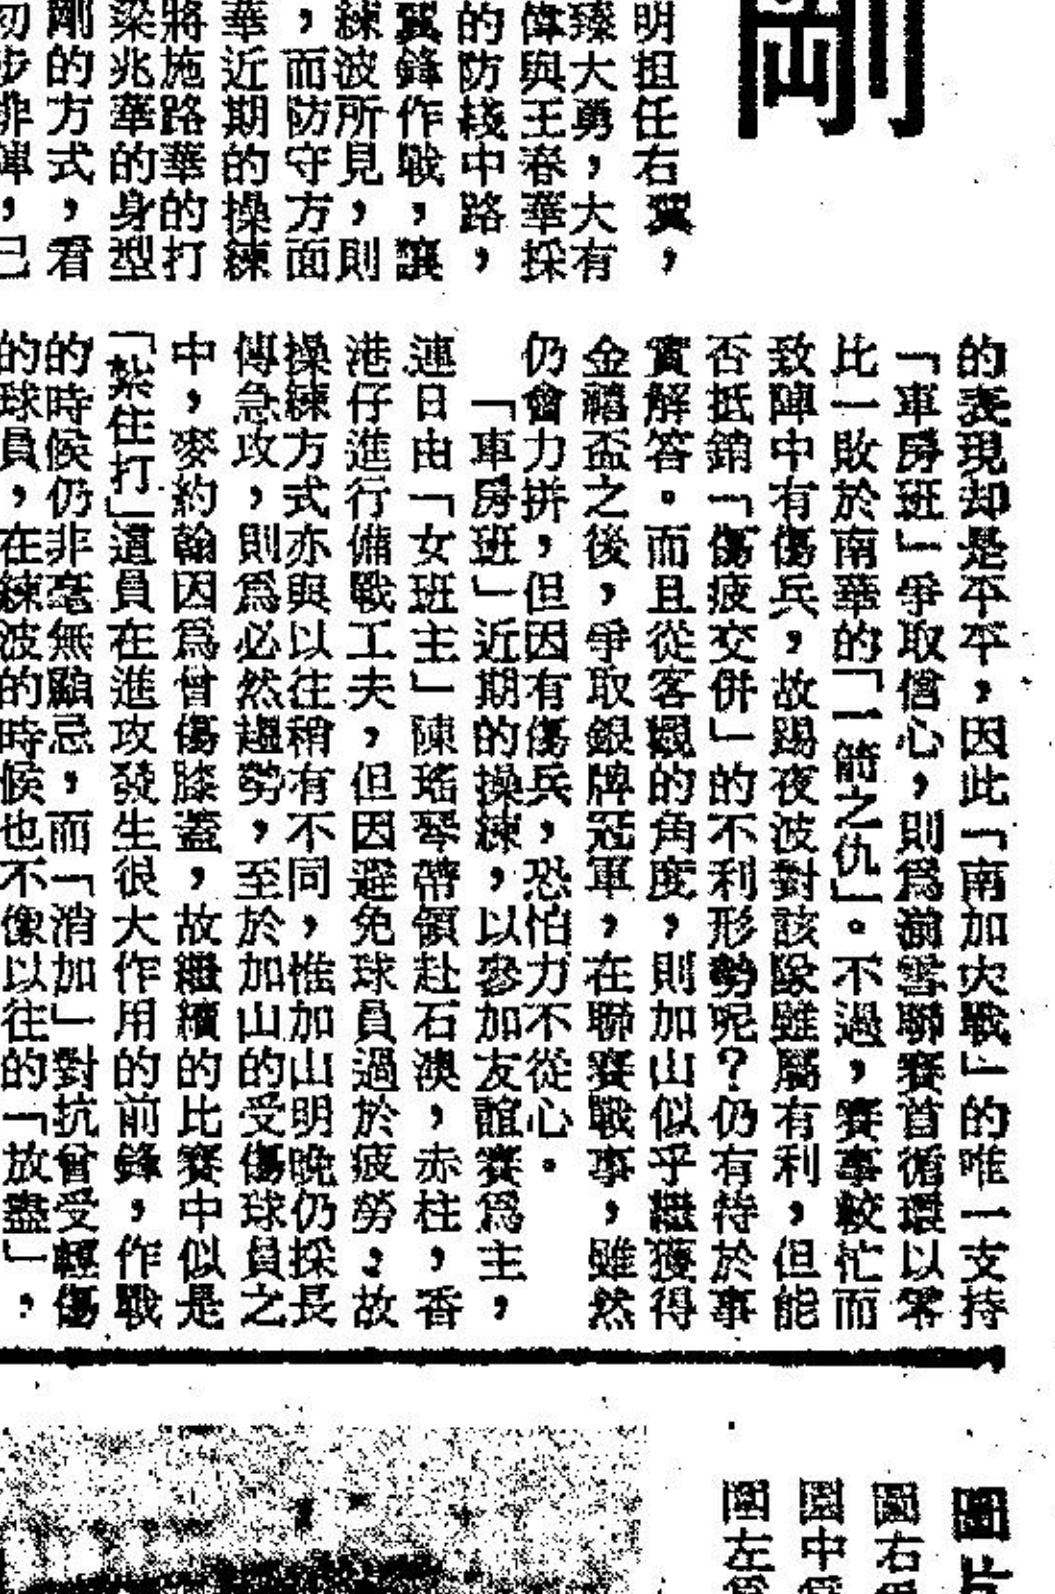 剛
明担任右翼，
臻大勇，大有
偉與王春華採
的防綫中路，
翼鋒作戰，讓
練波所見，則
，而防守方面
華近期的操練
將施路華的打
梁兆華的身型
剛的方式，看
初步排陣，已
的表現却是平平，因此「南加大戰」的唯一支持
「車房班」爭取信心，則爲湔雪聯賽首循環以零
比一敗於南華的「一箭之仇」。不過，賽事較忙而
致陣中有傷兵，故踢夜波對該隊雖屬有利，但能
否抵銷「傷疲交併」的不利形勢呢？仍有待於事
實解答。而且從客觀的角度，則加山似乎難獲得
金禧盃之後，爭取銀牌冠軍，在聯賽戰事，雖然
仍會力拼，但因有傷兵，恐怕力不從心。
「車房班」近期的操練，以參加友誼賽爲主，
連日由「女班主」陳瑤琴帶領赴石澳，赤柱，香
港仔進行備戰工夫，但因避免球員過於疲勞，故
操練方式亦與以往稍有不同，惟加山明晚仍採長
傳急攻，則爲必然趨勢，至於加山的受傷球員之
中，麥約翰因爲曾傷膝蓋，故繼續的比賽中似是
「紮住打」這員在進攻發生很大作用的前鋒，作戰
的時候仍非毫無顧忌，而「消加」對抗曾受輕傷
的球員，在練波的時候也不像以往的「放盡」，
圖片
圖右
圖中
圖左